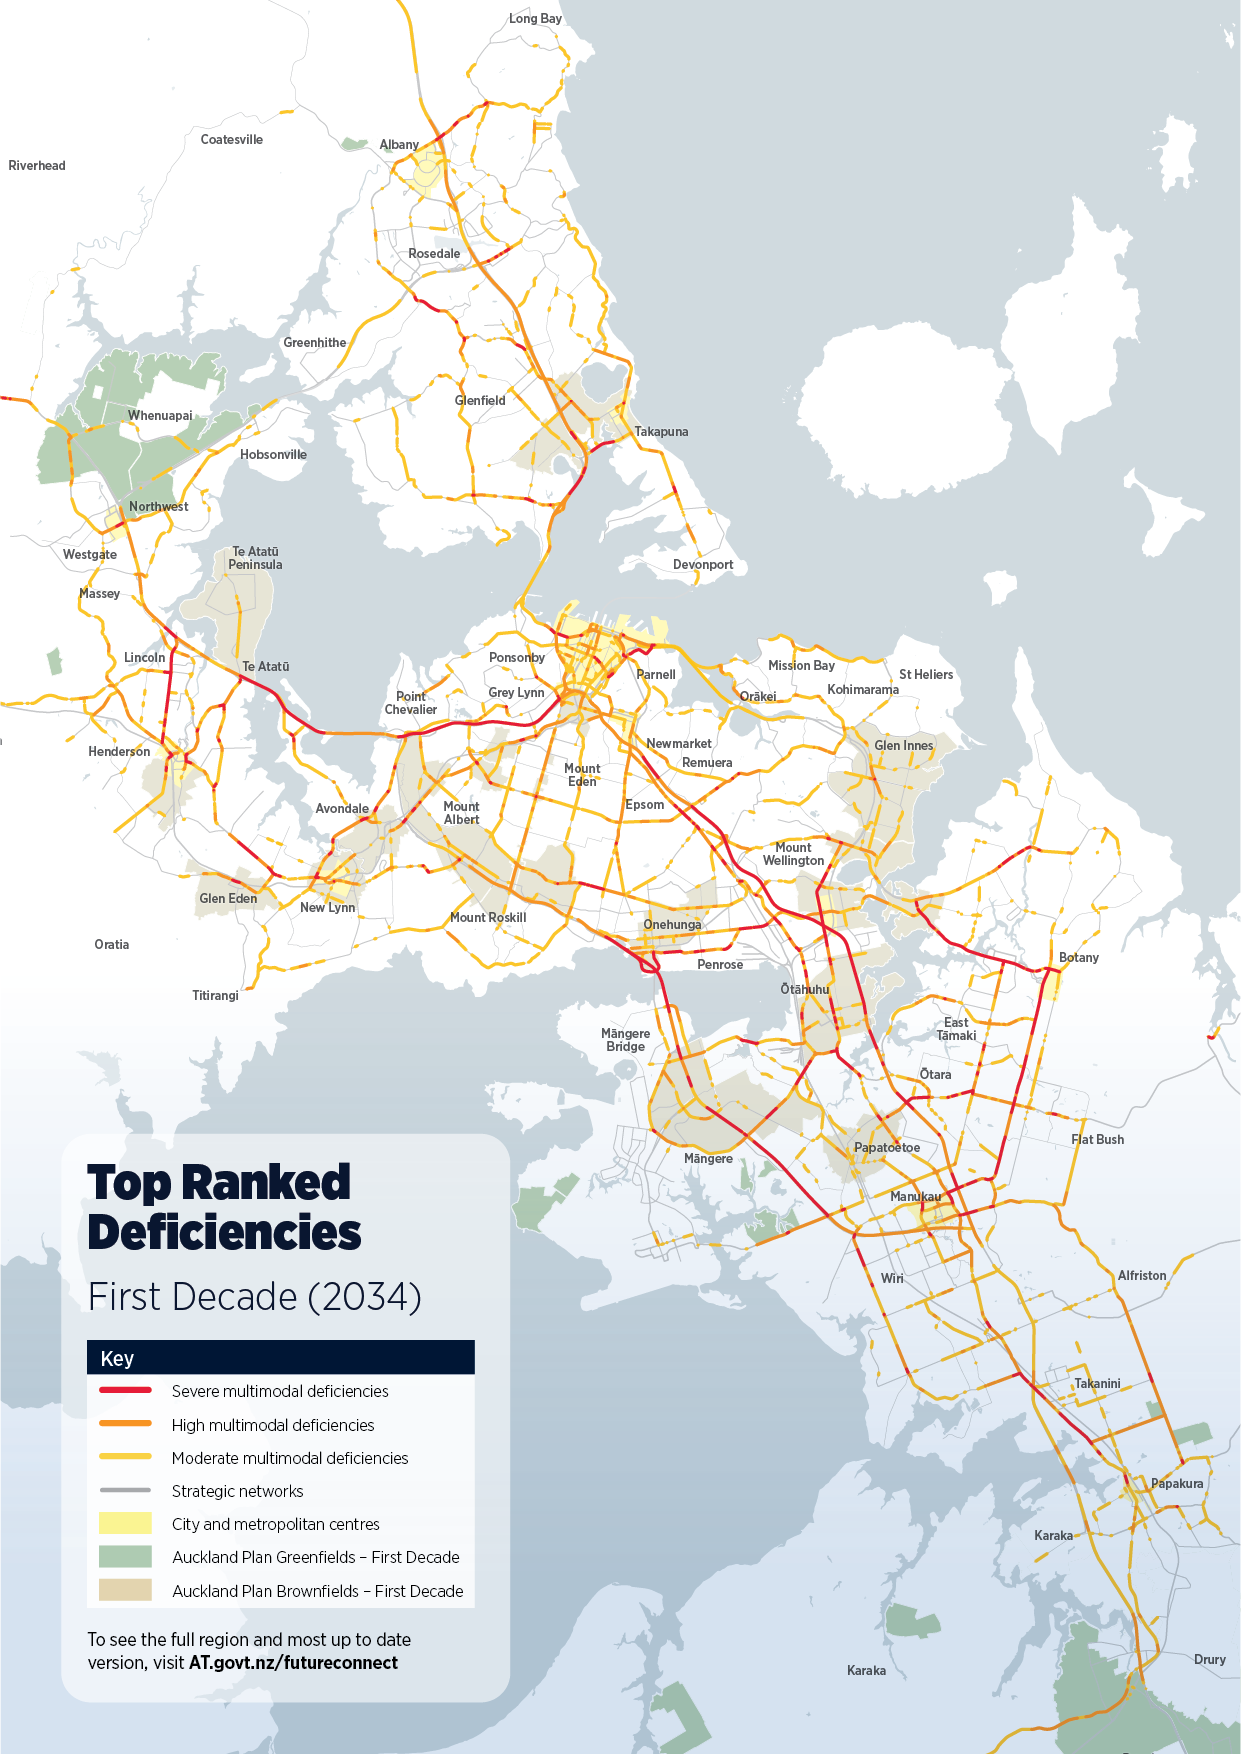 Long Bay
Coatesville
Albany
Riverhead
Rosedale
Greenhithe
Glenfield
Whenuapai
Takapuna
Hobsonville
Northwest
Westgate
Te Atatū
Peninsula
Devonport
Massey
Lincoln
Te Atatū
Ponsonby
Parnell
Mission Bay
St Heliers
Kohimarama
Orākei
Grey Lynn
Point
Chevalier
Henderson
Newmarket
Glen Innes
Remuera
Mount
Eden
Avondale
Mount
Albert
Epsom
Mount
Wellington
Glen Eden
New Lynn
Mount Roskill
Onehunga
Oratia
Penrose
Botany
Titirangi
Ōtāhuhu
Māngere
Bridge
East
Tāmaki
Ōtara
Flat Bush
Papatoetoe
Māngere
Manukau
Wiri
Alfriston
Takanini
Papakura
Karaka
Drury
Karaka
Top Ranked
Deficiencies
First Decade (2034)
Key
Severe multimodal deficiencies
High multimodal deficiencies
Moderate multimodal deficiencies
Strategic networks
City and metropolitan centres
Auckland Plan Greenfields – First Decade
Auckland Plan Brownfields – First Decade
To see the full region and most up to date
version, visit AT.govt.nz/futureconnect